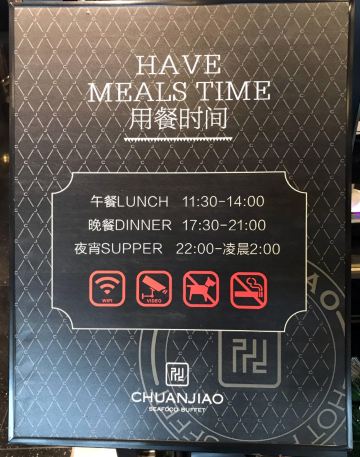 HAVE
MEALS TIME
用餐时间
午餐LUNCH 11:30-14:00
晚餐DINNER 17:30-21:00
夜宵SUPPER 22:00-凌晨2:00
WIFI
VIDEO
CHUANJIAO
SEAFOOD BUFFET